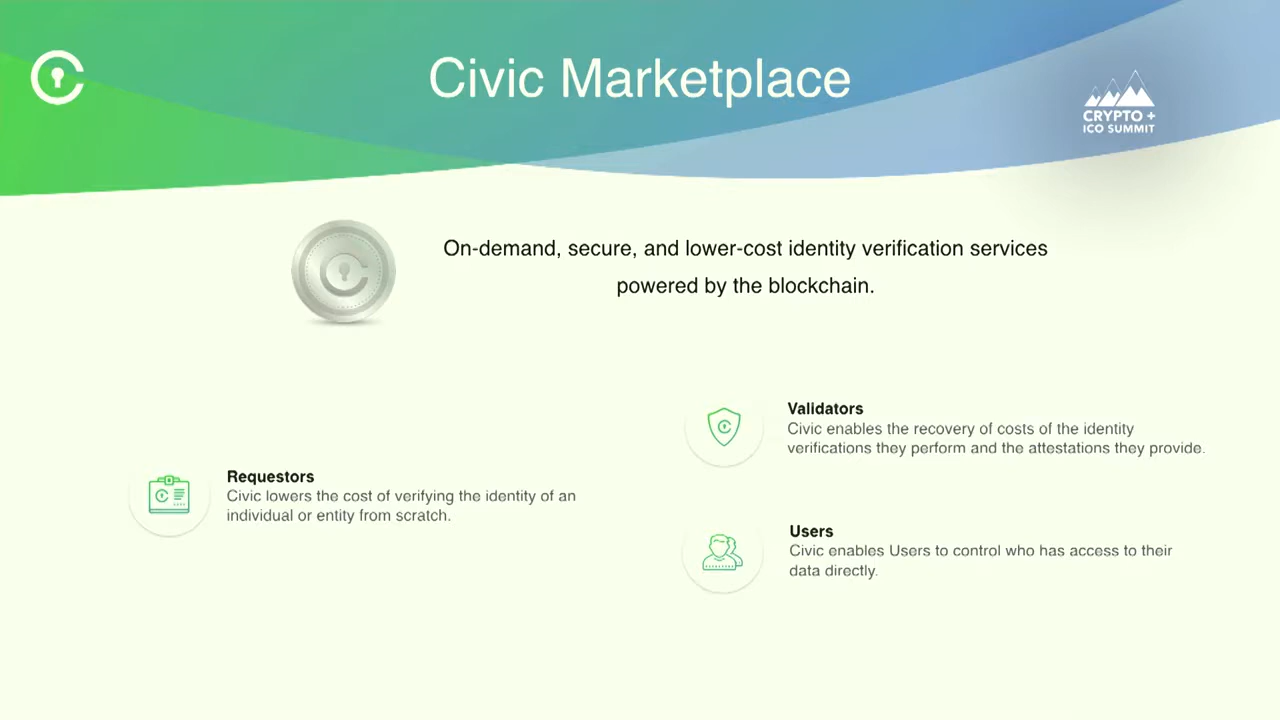 Civic Marketplace
CRYPTO +
ICO SUMMIT
On-demand, secure, and lower-cost identity verification services
powered by the blockchain.
Requestors
Civic lowers the cost of verifying the identity of an
individual or entity from scratch.
Validators
Civic enables the recovery of costs of the identity
verifications they perform and the attestations they provide.
Users
Civic enables Users to control who has access to their
data directly.